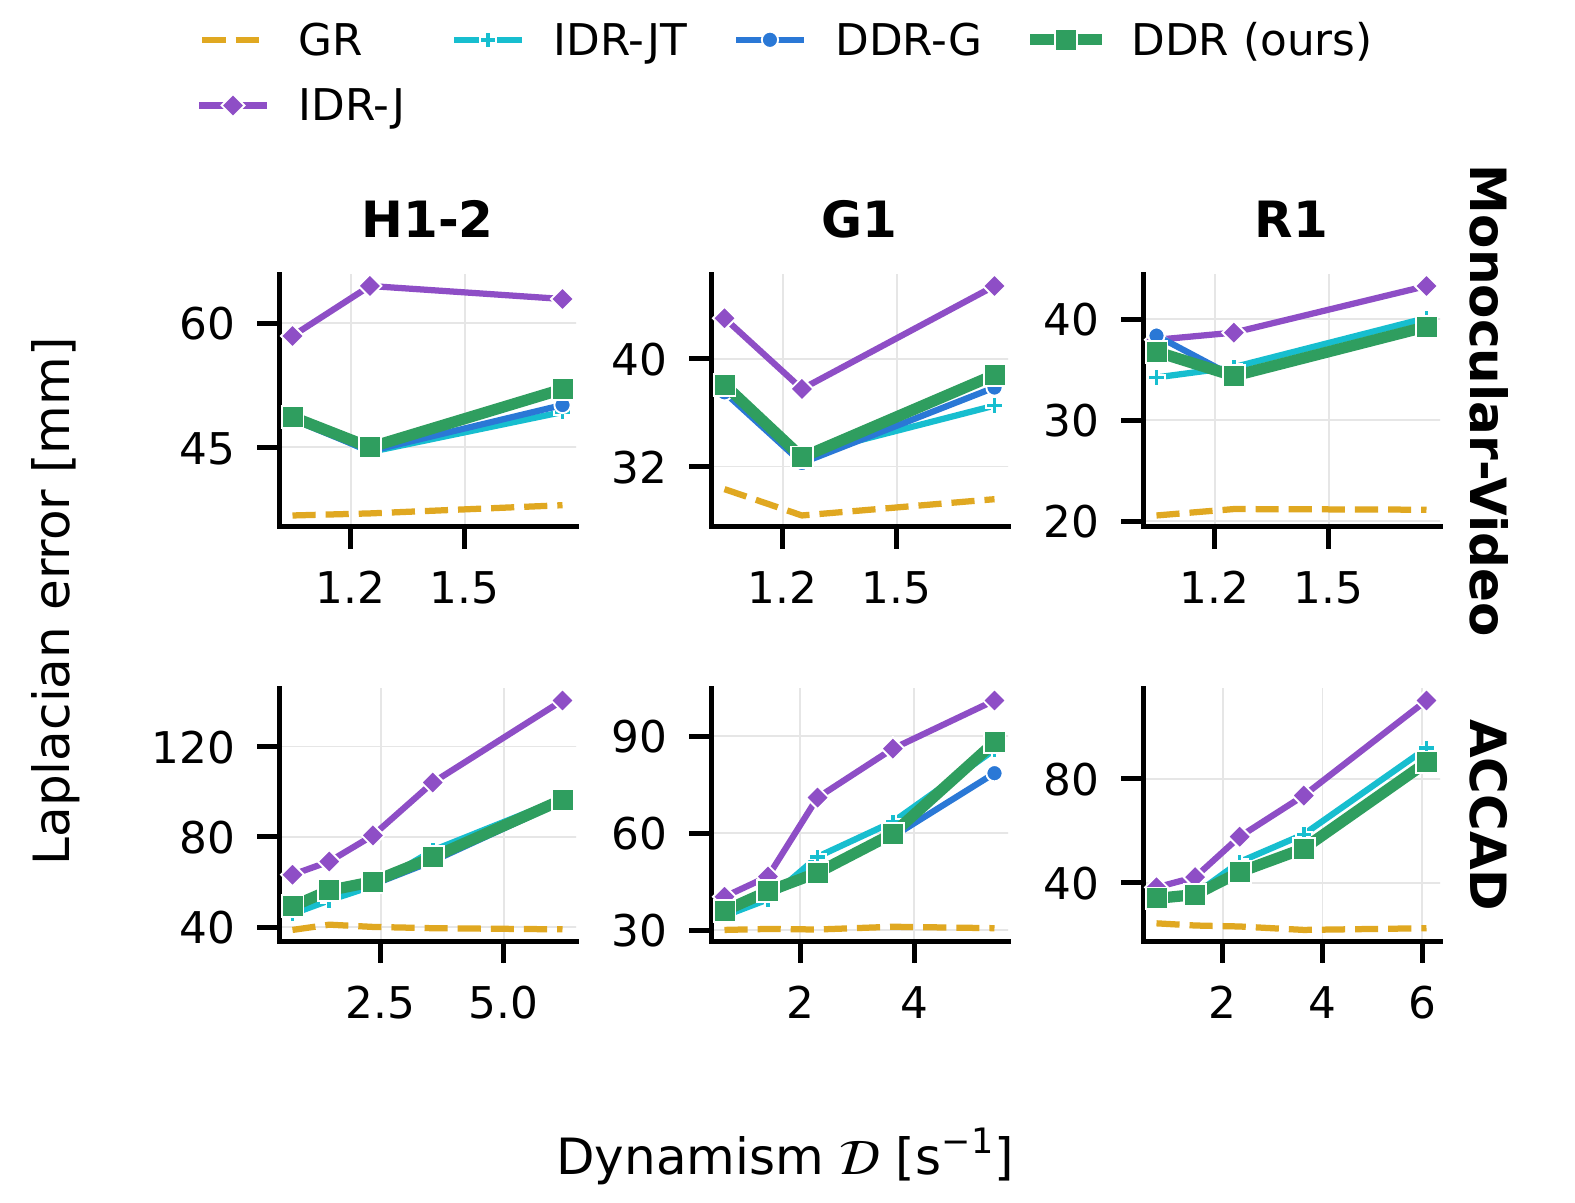 GR IDR-JT DDR-G DDR (ours)
IDR-J
H1-2 G1 R1
Monocular-Video
Laplacian error [mm]
60
45
1.2 1.5
40
32
1.2 1.5
40
30
20
1.2 1.5
ACCAD
120
80
40
2.5 5.0
90
60
30
2 4
80
40
2 4 6
Dynamism 𝒟 [s⁻¹]